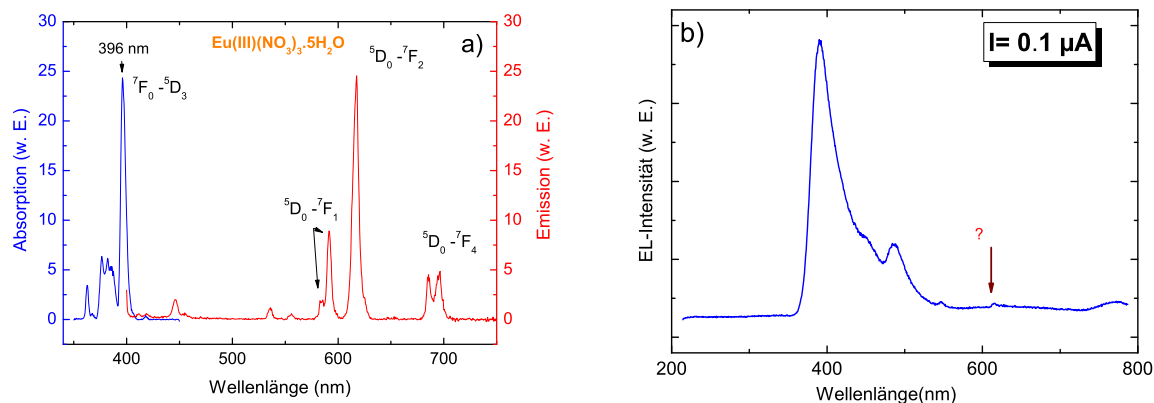 Eu(III)(NO₃)₃.5H₂O
a)
396 nm
⁷F₀ -⁵D₃
⁵D₀ -⁷F₂
⁵D₀ -⁷F₁
⁵D₀ -⁷F₄
Absorption (w. E.)
30
25
20
15
10
5
0
Emission (w. E.)
30
25
20
15
10
5
0
400 500 600 700
Wellenlänge (nm)
b)
I= 0.1 µA
?
EL-Intensität (w. E.)
200 400 600 800
Wellenlänge(nm)